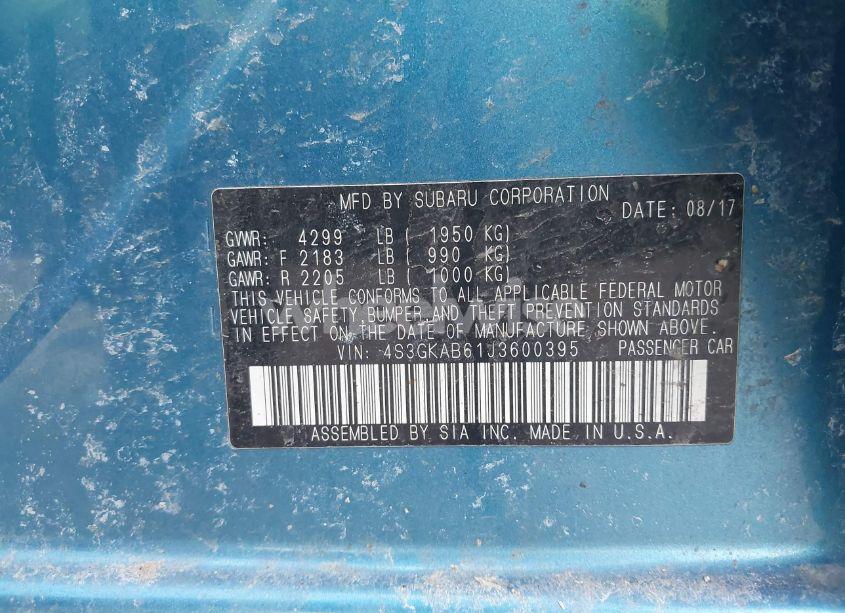 MFD BY SUBARU CORPORATION
DATE: 08/17
GVWR: 4299 LB ( 1950 KG)
GAWR: F 2183 LB ( 990 KG)
GAWR: R 2205 LB ( 1000 KG)
THIS VEHICLE CONFORMS TO ALL APPLICABLE FEDERAL MOTOR
VEHICLE SAFETY, BUMPER, AND THEFT PREVENTION STANDARDS
IN EFFECT ON THE DATE OF MANUFACTURE SHOWN ABOVE.
VIN: 4S3GKAB61J3600395 PASSENGER CAR
ASSEMBLED BY SIA INC. MADE IN U.S.A.